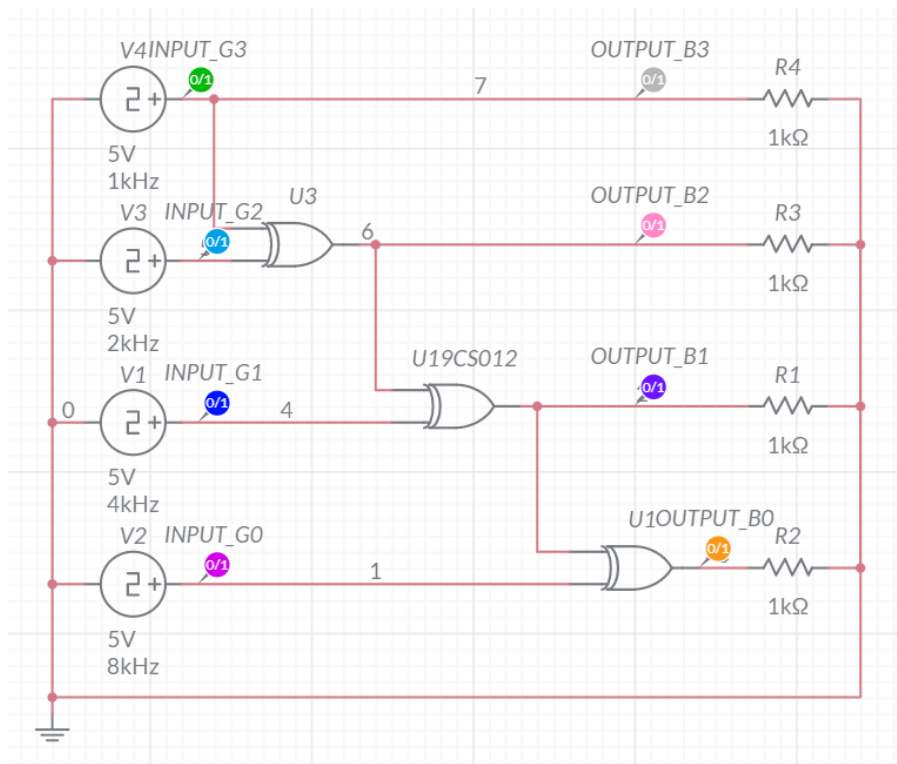 V4INPUT_G3
0/1
5V
1kHz
7
OUTPUT_B3
0/1
R4
1kΩ
V3
INPUT_G2
0/1
5V
2kHz
U3
6
OUTPUT_B2
0/1
R3
1kΩ
V1
INPUT_G1
0/1
0
4
5V
4kHz
U19CS012
OUTPUT_B1
0/1
R1
1kΩ
V2
INPUT_G0
0/1
1
5V
8kHz
U1OUTPUT_B0
0/1
R2
1kΩ